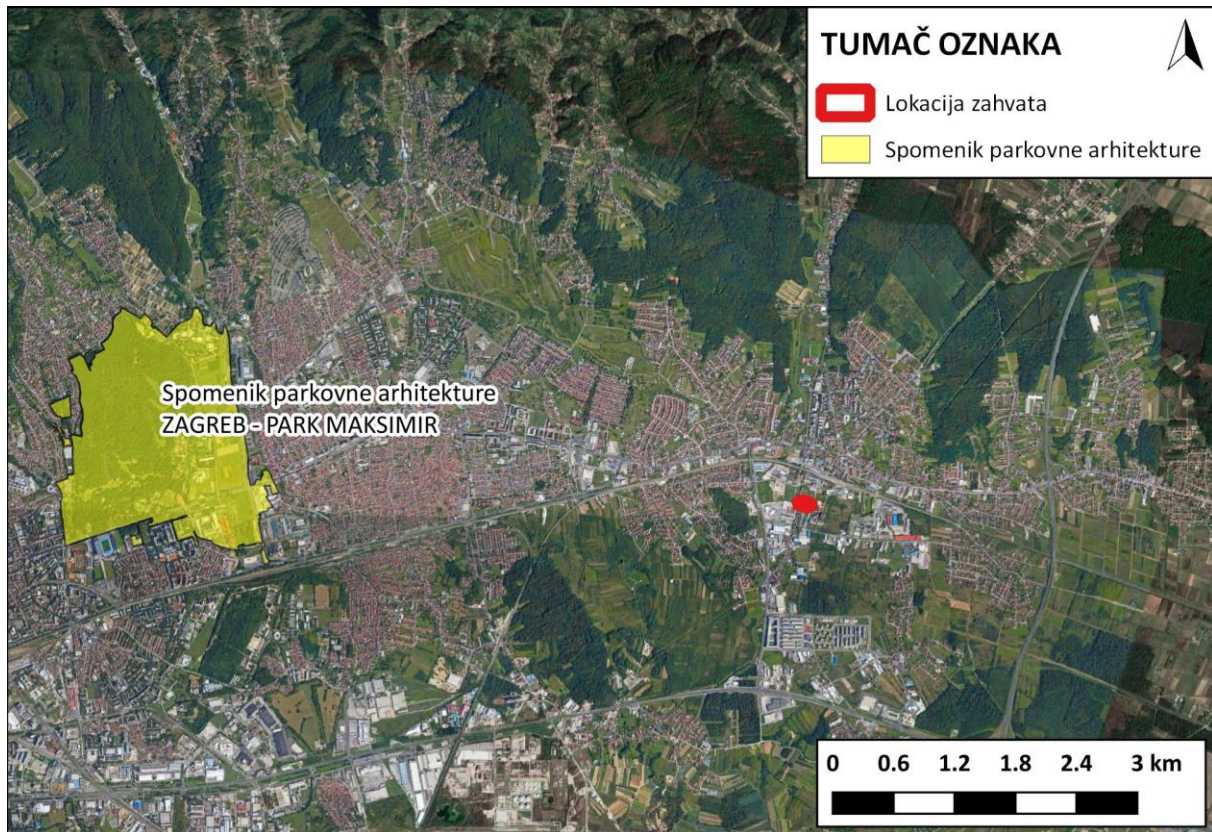 TUMAČ OZNAKA
Lokacija zahvata
Spomenik parkovne arhitekture
Spomenik parkovne arhitekture
ZAGREB - PARK MAKSIMIR
0 0.6 1.2 1.8 2.4 3 km